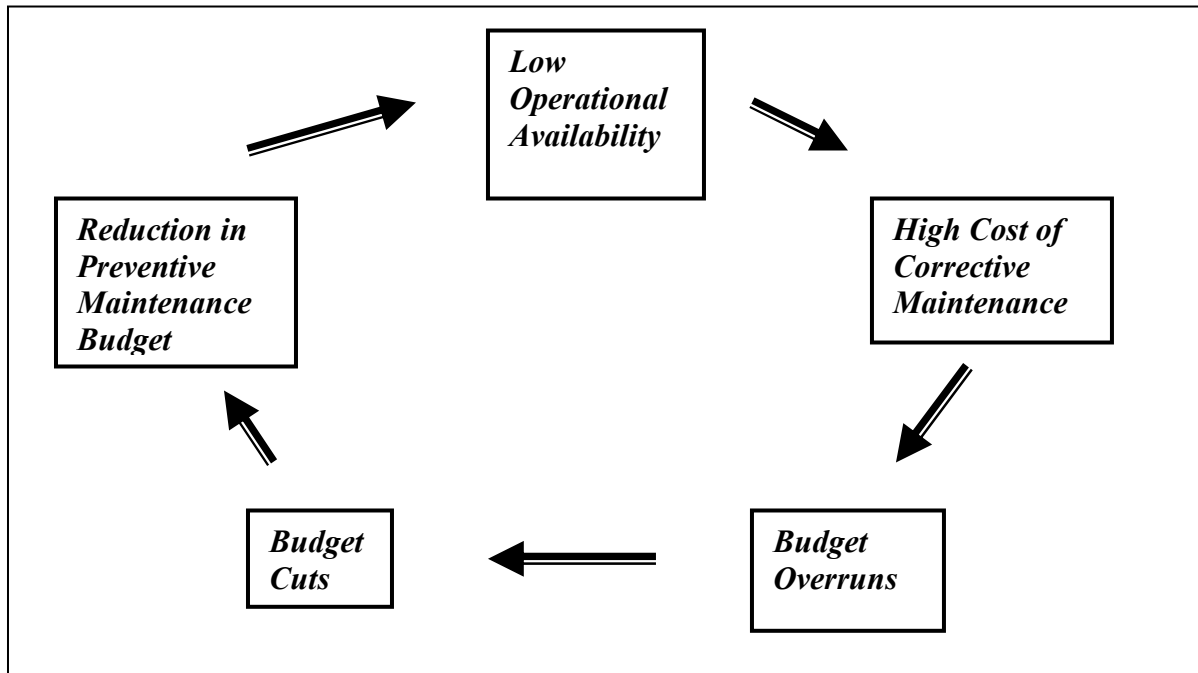 Low
Operational
Availability
Reduction in
Preventive
Maintenance
Budget
High Cost of
Corrective
Maintenance
Budget
Cuts
Budget
Overruns